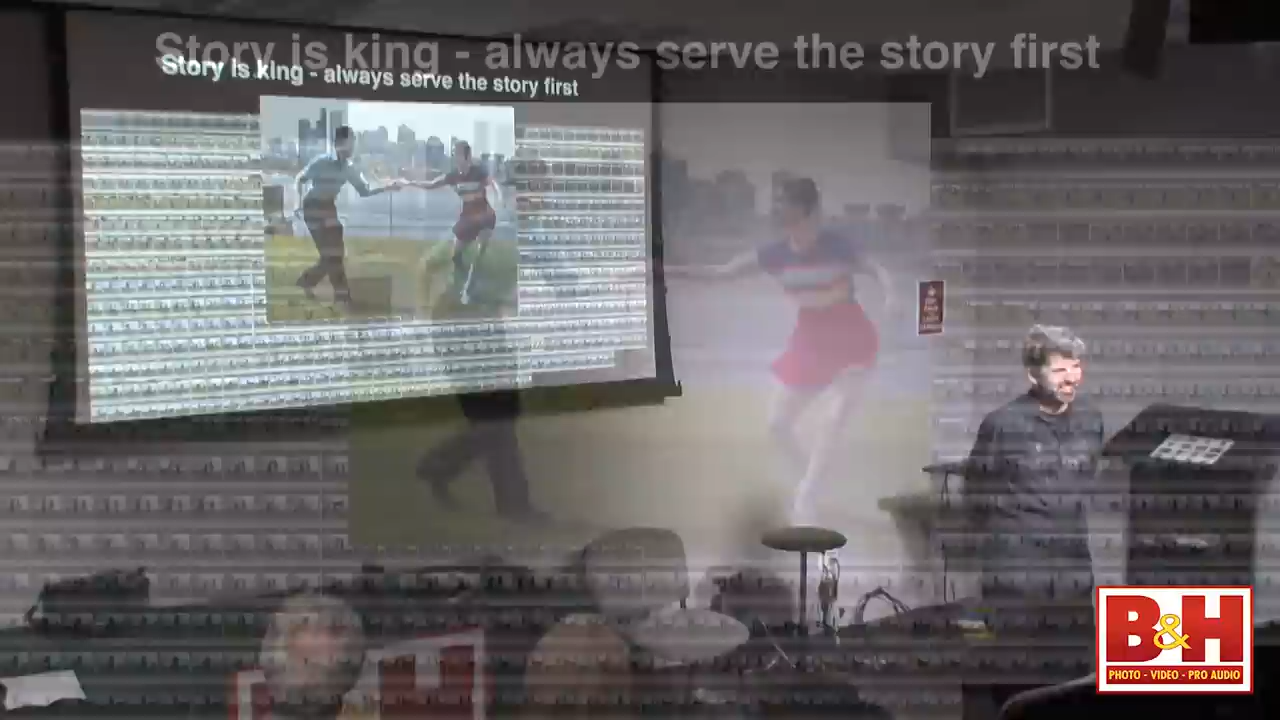 Story is king - always serve the story first
Story is king - always serve the story first
B&H
PHOTO - VIDEO - PRO AUDIO